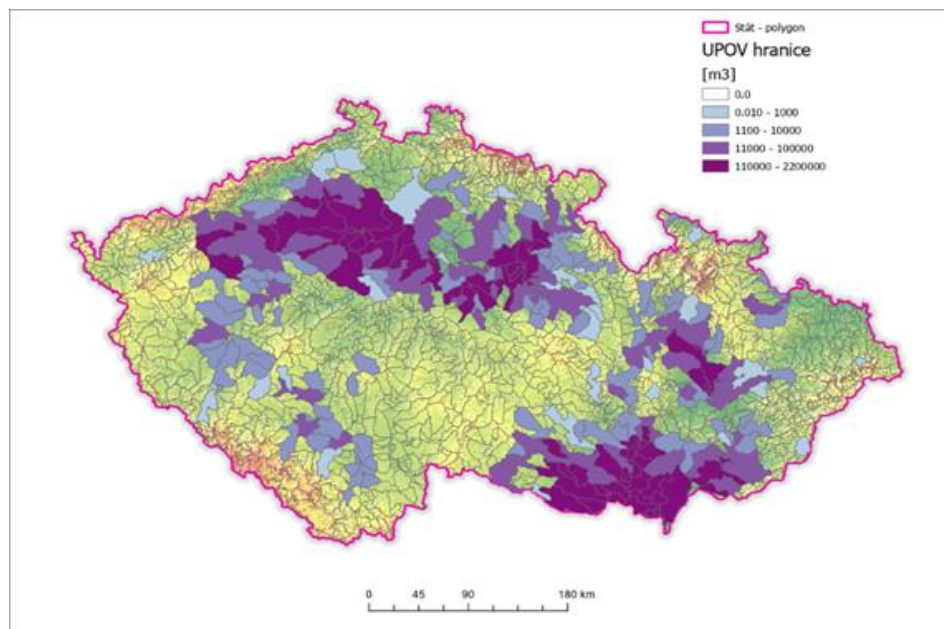 Stát - polygon
UPOV hranice
[m3]
0.0
0.010 - 1000
1100 - 10000
11000 - 100000
110000 - 2200000
0 45 90 180 km